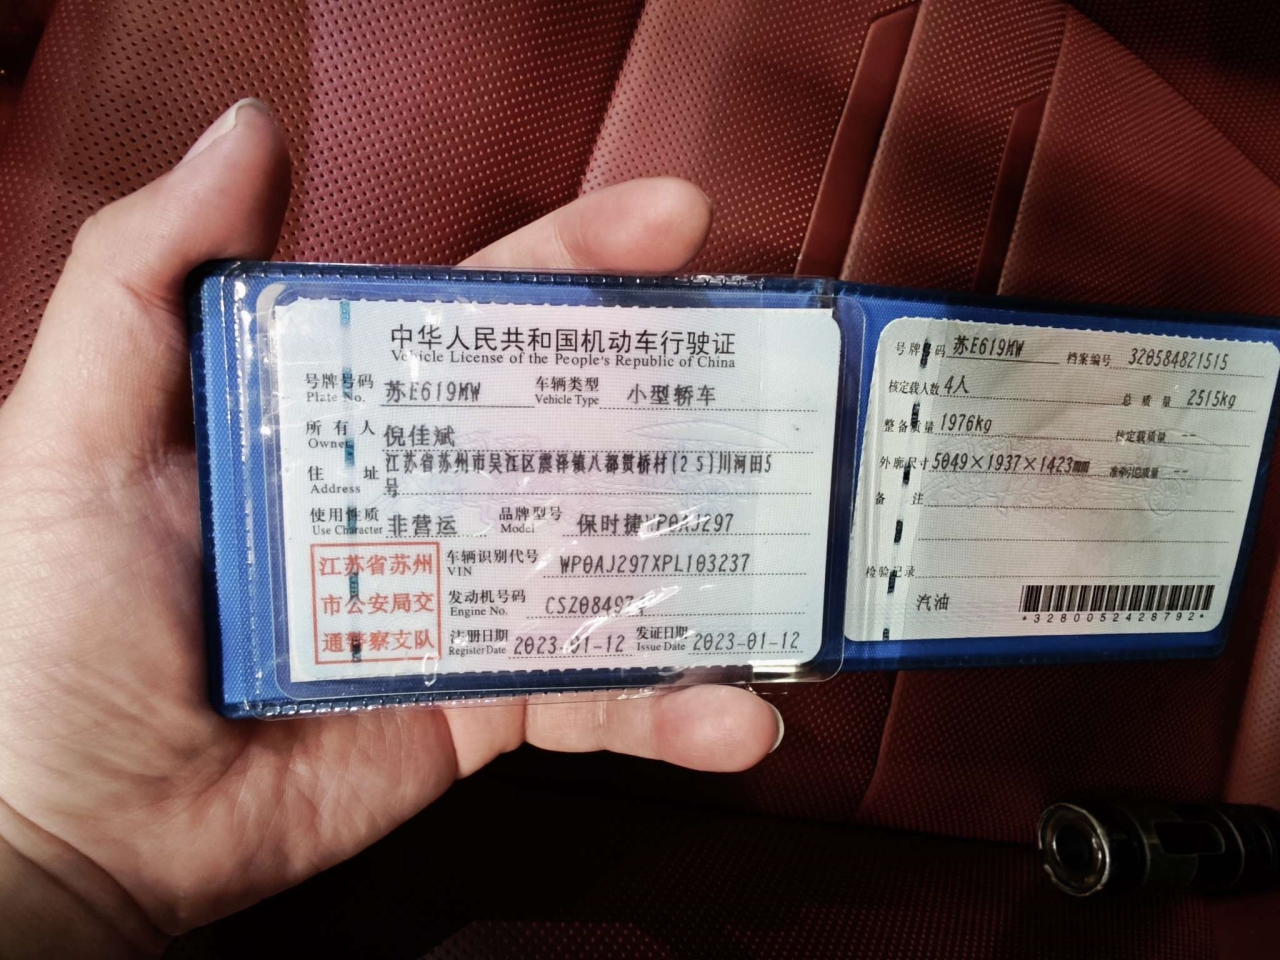 中华人民共和国机动车行驶证
Vehicle License of the People's Republic of China
号牌号码 苏E619MW 车辆类型 小型轿车
Plate No. Vehicle Type
所有人 倪佳斌
Owner
住址 江苏省苏州市吴江区震泽镇八都贯桥村(25)川河田5
Address 号
使用性质 非营运 品牌型号 保时捷WP0AJ297
Use Character Model
江苏省苏州
市公安局交
通警察支队
车辆识别代号 WP0AJ297XPL103237
VIN
发动机号码
Engine No.
注册日期 2023-01-12 发证日期 2023-01-12
Register Date Issue Date
号牌号码 苏E619MW 档案编号 320584821515
核定载人数 4人 总质量 2515kg
整备质量 1976kg 核定载质量 --
外廓尺寸 5049×1937×1423mm 准牵引总质量 --
备注
检验记录
汽油
*3280052428792*